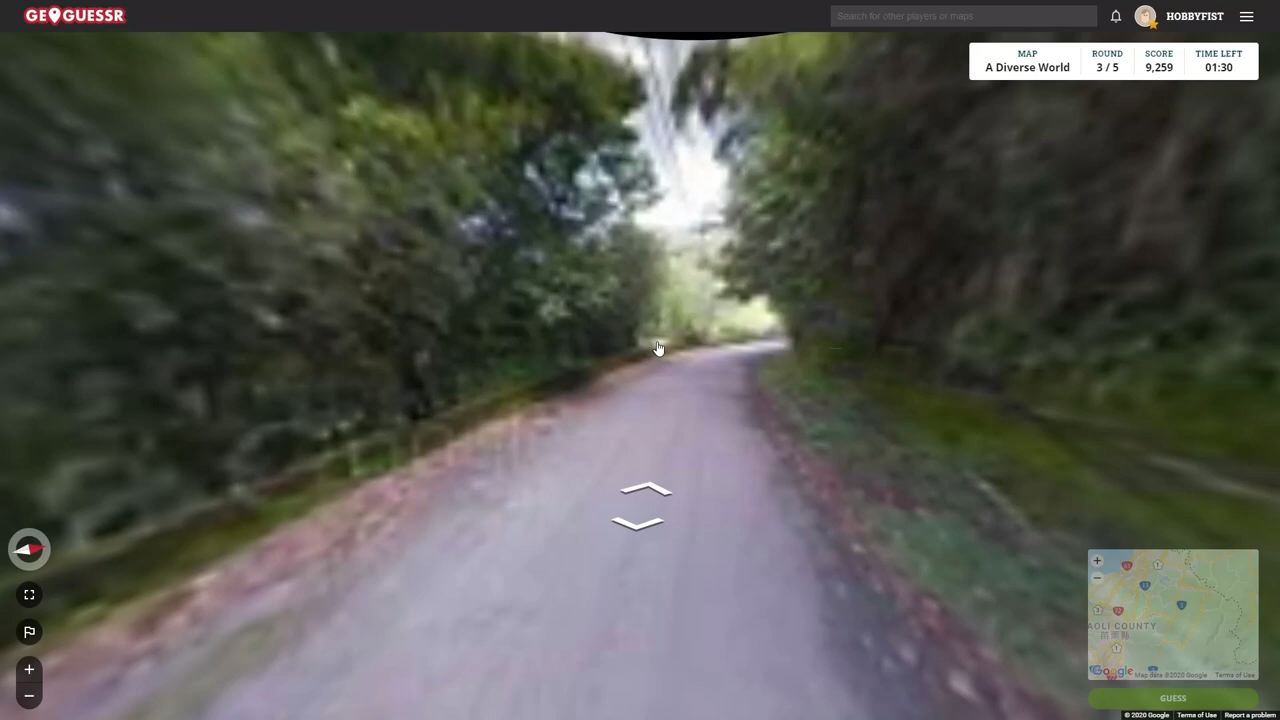 GEOGUESSR
Search for other players or maps
HOBBYFIST
MAP
A Diverse World
ROUND
3 / 5
SCORE
9,259
TIME LEFT
01:30
AOLI COUNTY
苗栗縣
Google
Map data ©2020 Google
Terms of Use
GUESS
© 2020 Google
Terms of Use
Report a problem